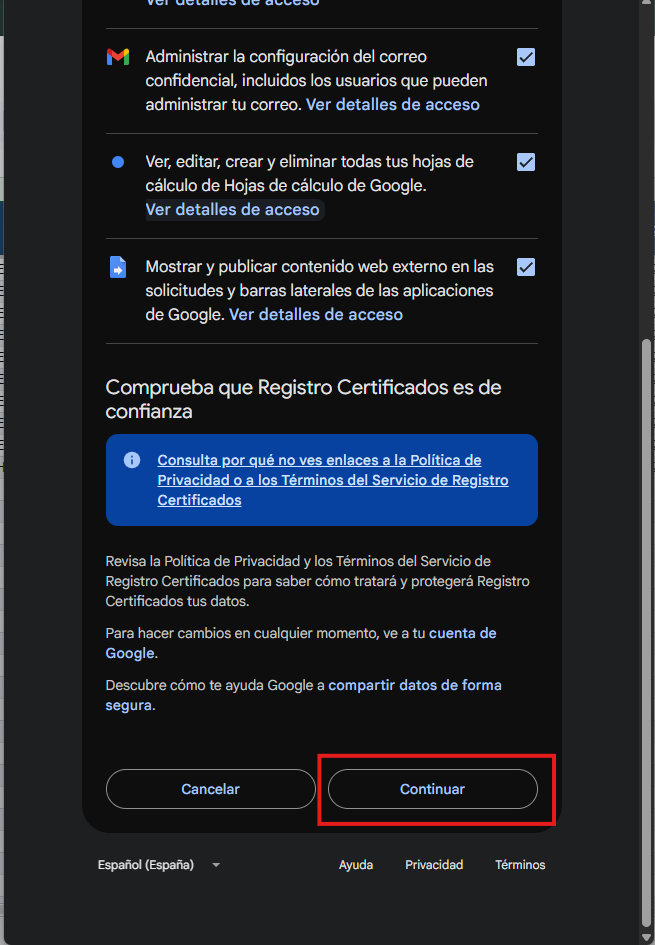 Ver detalles de acceso
Administrar la configuración del correo
confidencial, incluidos los usuarios que pueden
administrar tu correo. Ver detalles de acceso
Ver, editar, crear y eliminar todas tus hojas de
cálculo de Hojas de cálculo de Google.
Ver detalles de acceso
Mostrar y publicar contenido web externo en las
solicitudes y barras laterales de las aplicaciones
de Google. Ver detalles de acceso
Comprueba que Registro Certificados es de
confianza
Consulta por qué no ves enlaces a la Política de
Privacidad o a los Términos del Servicio de Registro
Certificados
Revisa la Política de Privacidad y los Términos del Servicio de
Registro Certificados para saber cómo tratará y protegerá Registro
Certificados tus datos.
Para hacer cambios en cualquier momento, ve a tu cuenta de
Google.
Descubre cómo te ayuda Google a compartir datos de forma
segura.
Cancelar
Continuar
Español (España)
Ayuda
Privacidad
Términos